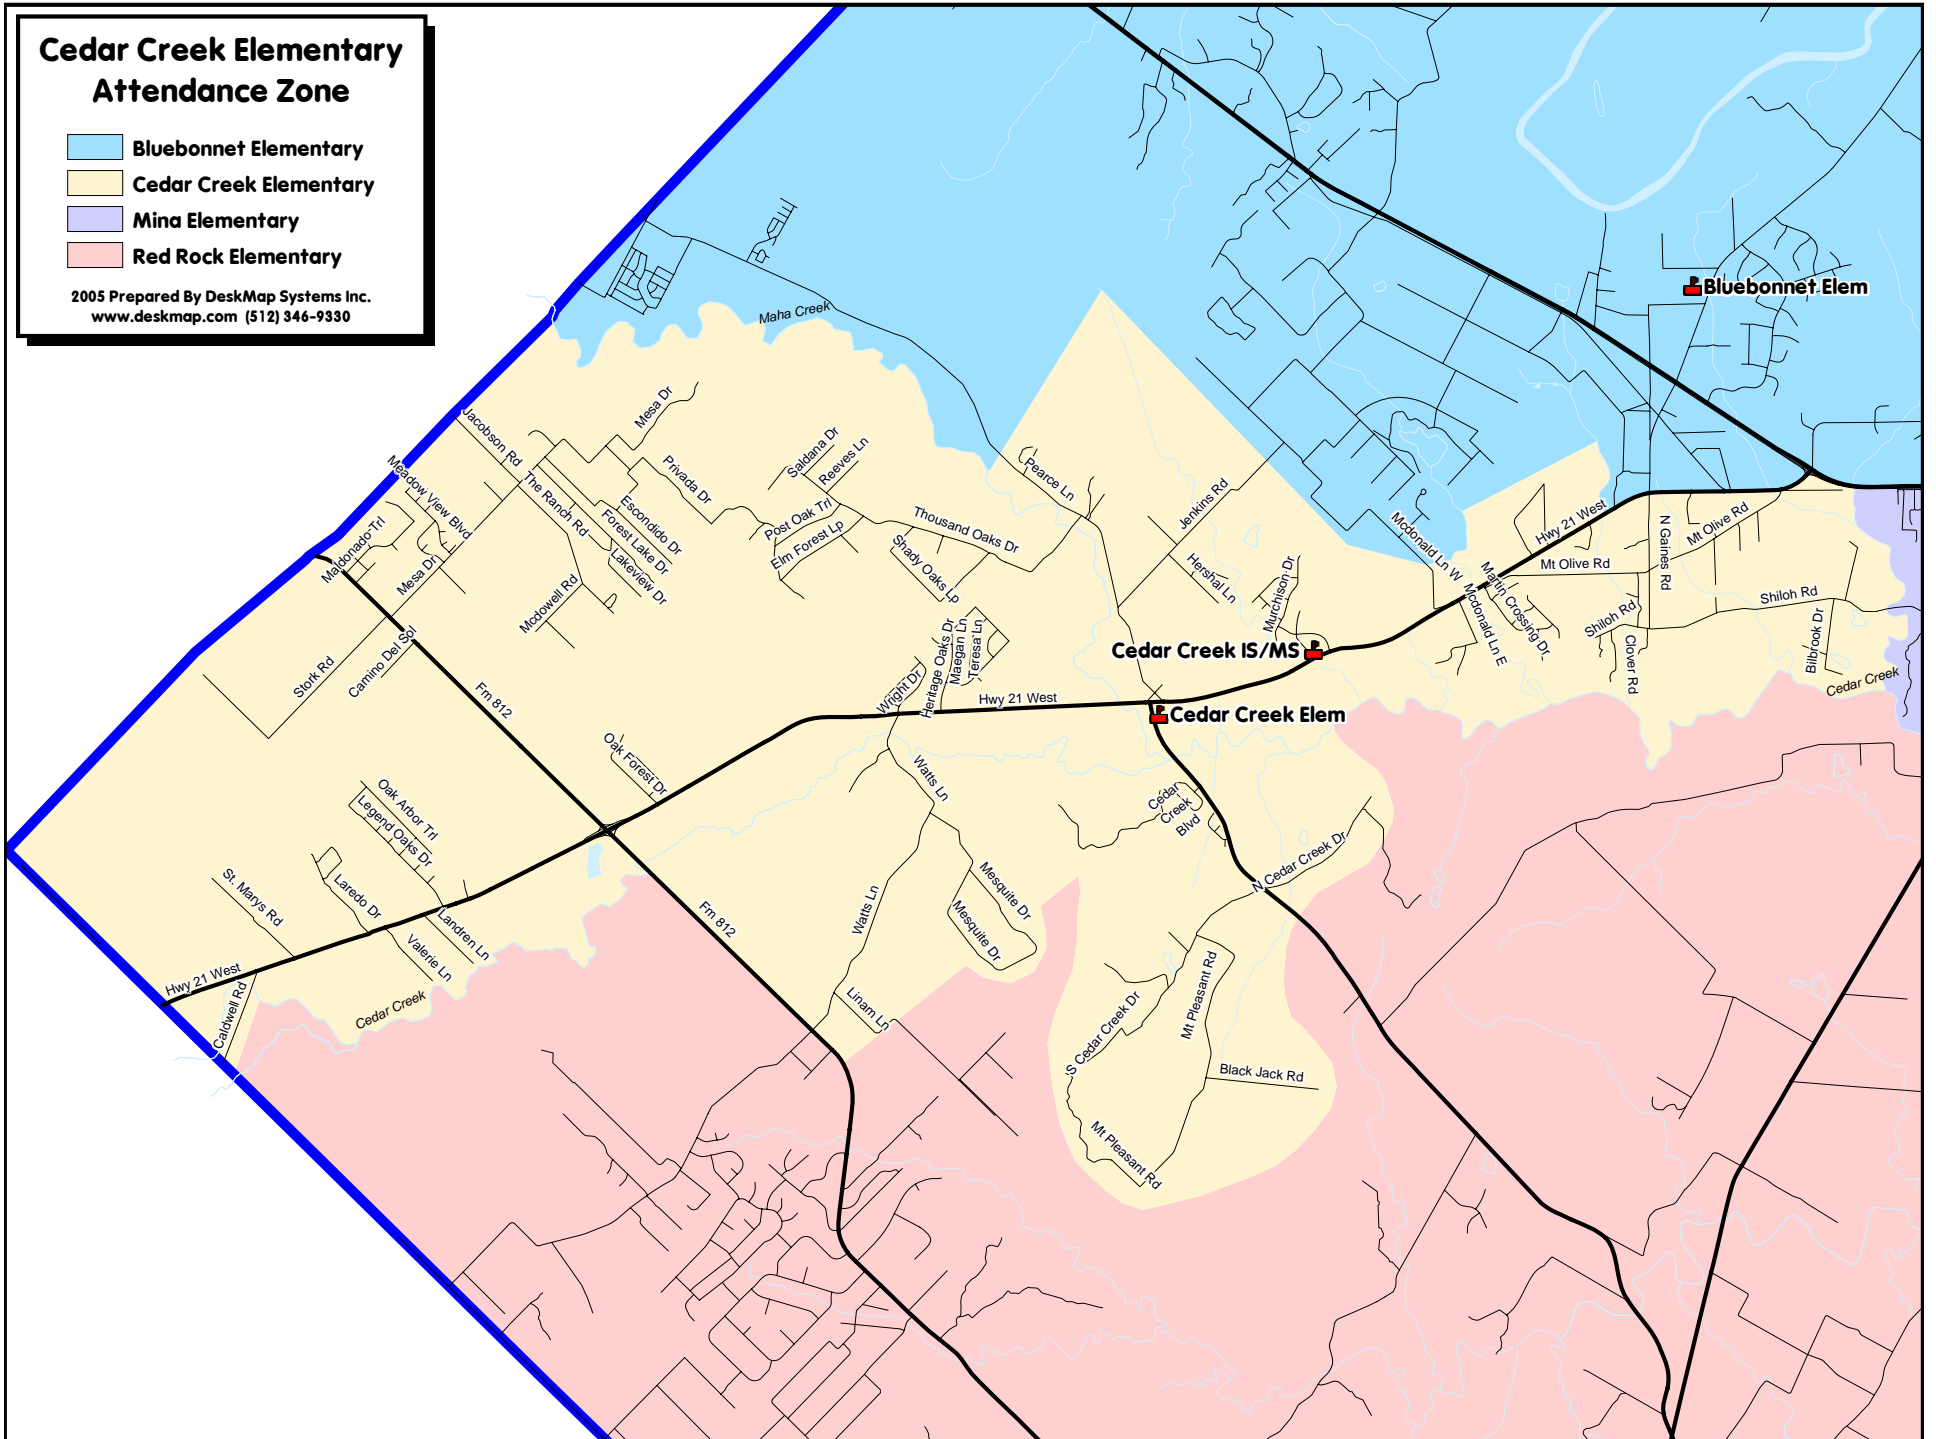 Cedar Creek Elementary
Attendance Zone
Bluebonnet Elementary
Cedar Creek Elementary
Mina Elementary
Red Rock Elementary
2005 Prepared By DeskMap Systems Inc.
www.deskmap.com (512) 346-9330
Maha Creek
Bluebonnet Elem
Mesa Dr
Jacobson Rd
Saldana Dr
Reeves Ln
Meadow View Blvd
Privada Dr
Pearce Ln
The Ranch Rd
Escondido Dr
Post Oak Trl
Thousand Oaks Dr
Jenkins Rd
Hwy 21 West
Mt Olive Rd
Maldonado Trl
Forest Lake Dr
Elm Forest Lp
Shady Oaks Lp
Mcdonald Ln W
N Gaines Rd
Mesa Dr
Lakeview Dr
Hershal Ln
Mt Olive Rd
Mcdowell Rd
Murchison Dr
Martin Crossing Dr
Mcdonald Ln E
Shiloh Rd
Shiloh Rd
Stork Rd
Camino Del Sol
Heritage Oaks Dr
Maegan Ln
Teresa Ln
Cedar Creek IS/MS
Clover Rd
Bilbrook Dr
Cedar Creek
Fm 812
Wright Dr
Hwy 21 West
Cedar Creek Elem
Oak Forest Dr
Watts Ln
Oak Arbor Trl
Legend Oaks Dr
Cedar
Creek
Blvd
N Cedar Creek Dr
St. Marys Rd
Laredo Dr
Landren Ln
Valerie Ln
Fm 812
Watts Ln
Mesquite Dr
Mesquite Dr
Hwy 21 West
Caldwell Rd
Cedar Creek
Linam Ln
S Cedar Creek Dr
Mt Pleasant Rd
Black Jack Rd
Mt Pleasant Rd